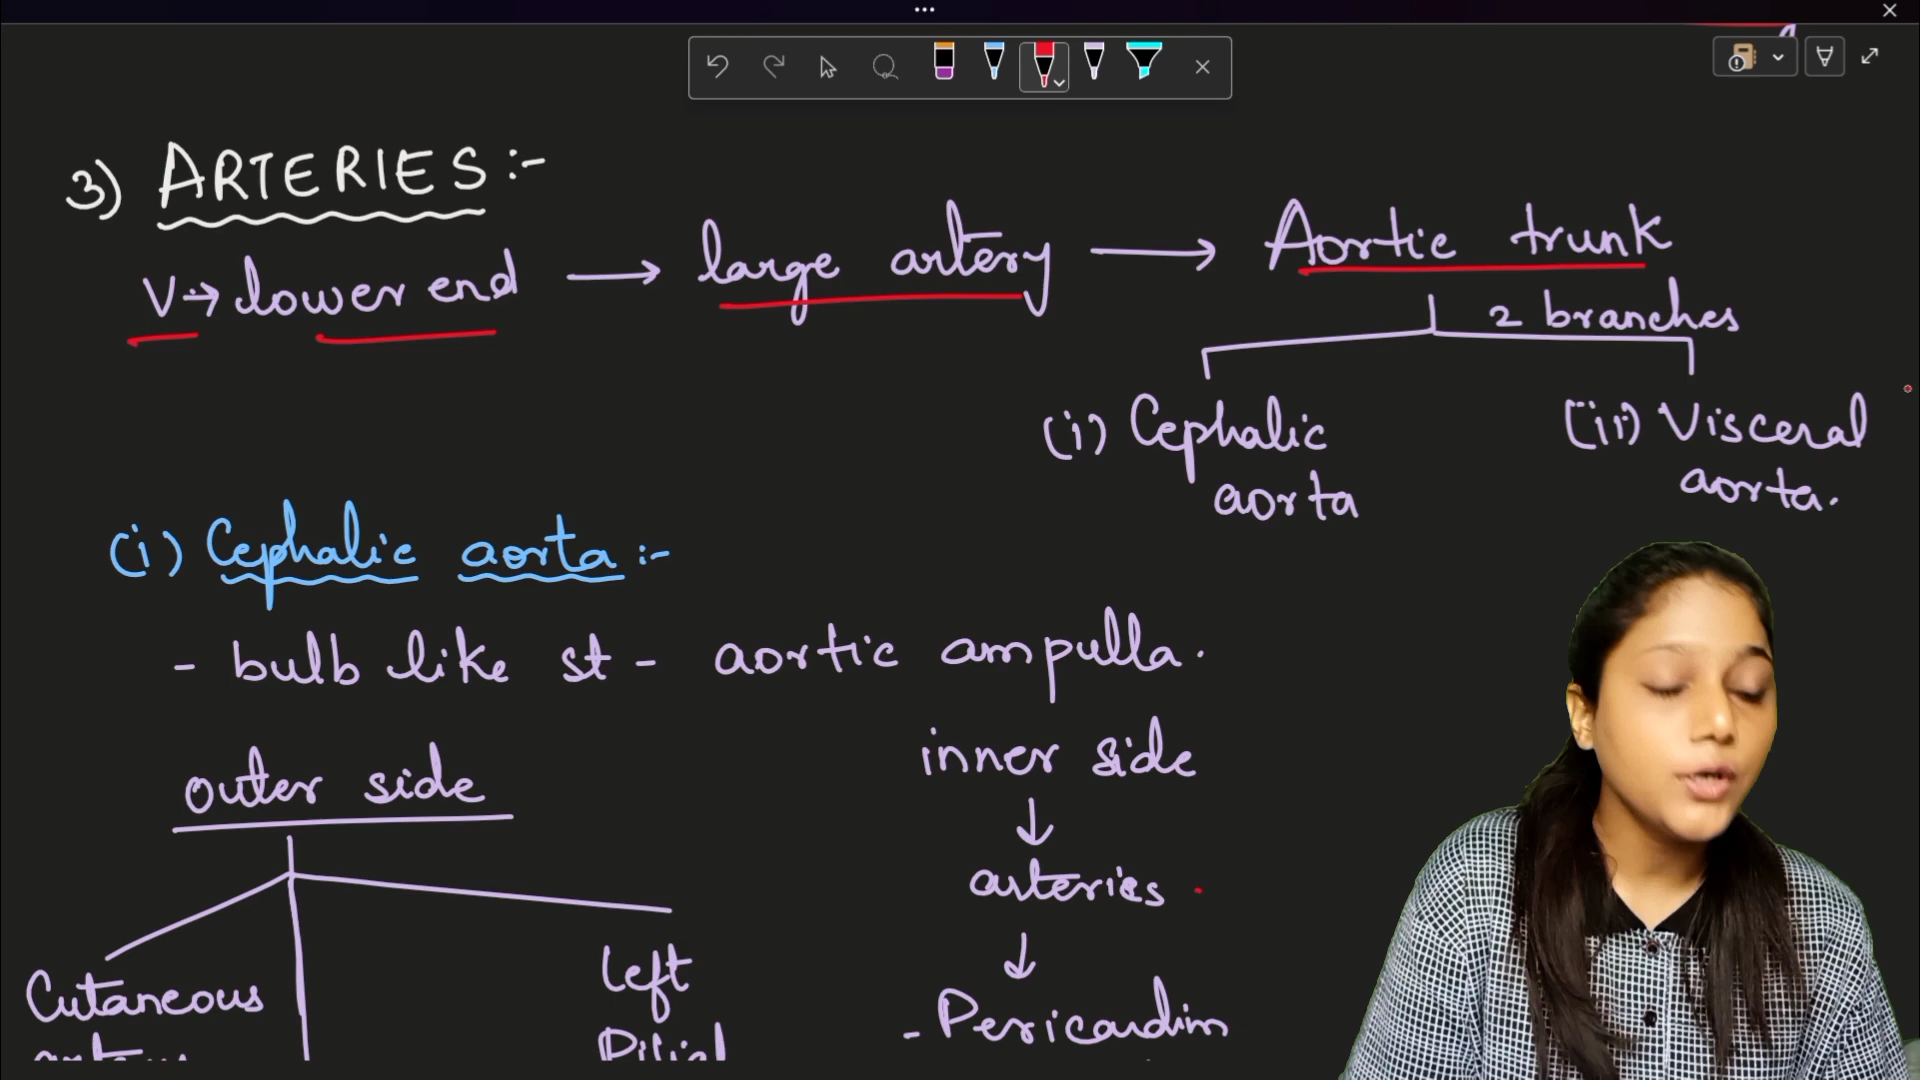 3) ARTERIES:-
V→ lower end → large artery → Aortic trunk
2 branches
(i) Cephalic aorta
(ii) Visceral aorta.
(i) Cephalic aorta :-
- bulb like st - aortic ampulla.
outer side
inner side
↓
arteries
↓
Cutaneous
Left
- Pericardim